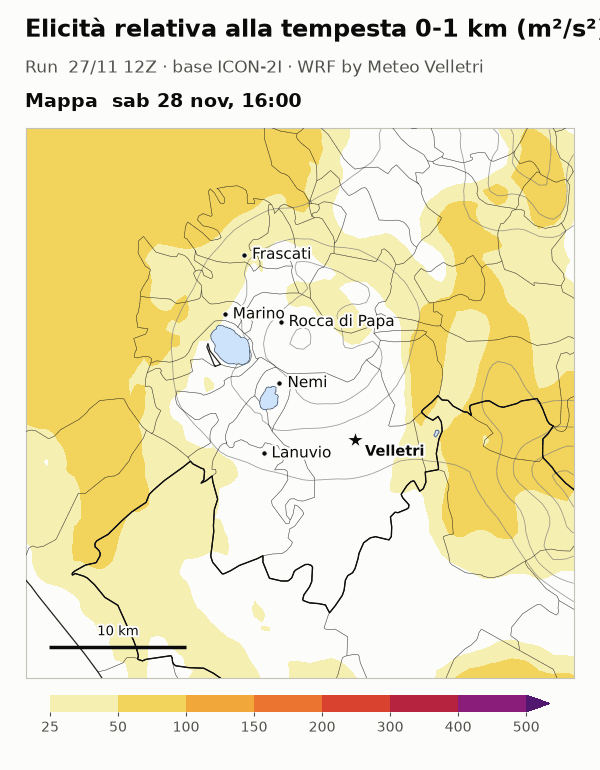 Elicità relativa alla tempesta 0-1 km (m²/s²)
Run  27/11 12Z · base ICON-2I · WRF by Meteo Velletri
Mappa  sab 28 nov, 16:00
Frascati
Marino
Rocca di Papa
Nemi
Velletri
Lanuvio
10 km
25 50 100 150 200 300 400 500